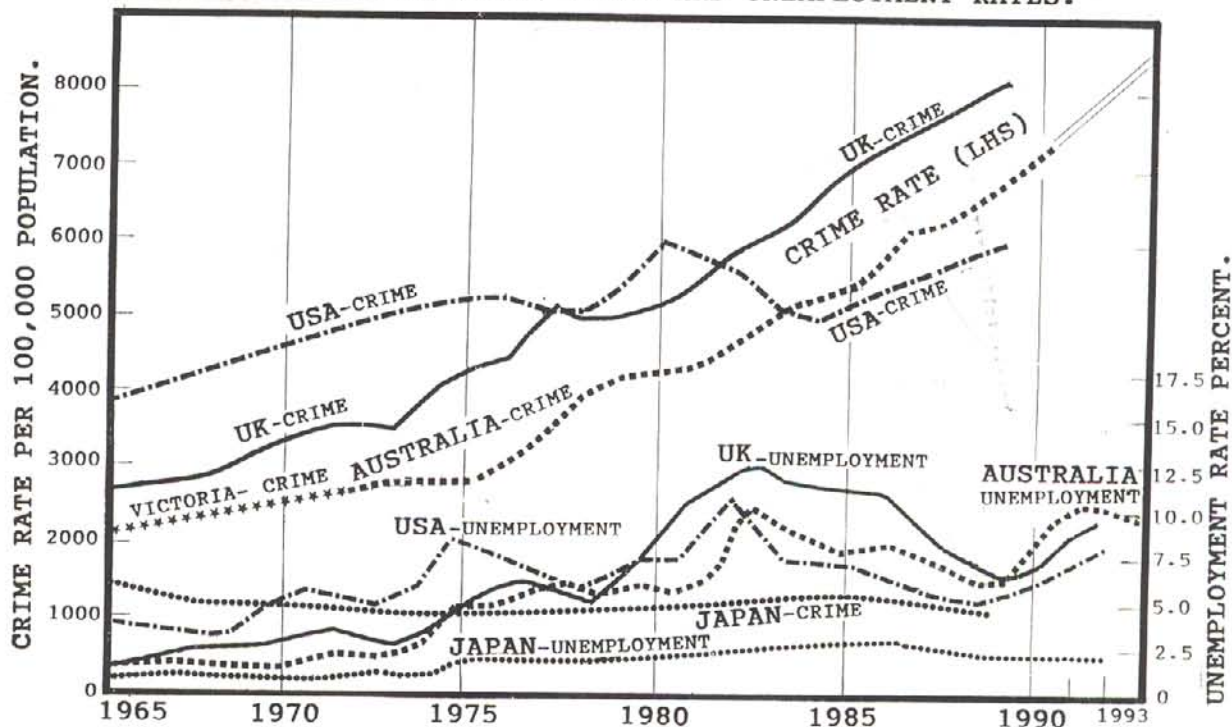 UNEMPLOYMENT RATES.
CRIME RATE PER 100,000 POPULATION.
8000
7000
6000
5000
4000
3000
2000
1000
0
UK-CRIME
CRIME RATE (LHS)
USA-CRIME
USA-CRIME
UK-CRIME
AUSTRALIA-CRIME
VICTORIA- CRIME
UK-UNEMPLOYMENT
AUSTRALIA
UNEMPLOYMENT
USA-UNEMPLOYMENT
JAPAN-CRIME
JAPAN-UNEMPLOYMENT
17.5
15.0
12.5
10.0
7.5
5.0
2.5
0
UNEMPLOYMENT RATE PERCENT.
1965 1970 1975 1980 1985 1990 1993